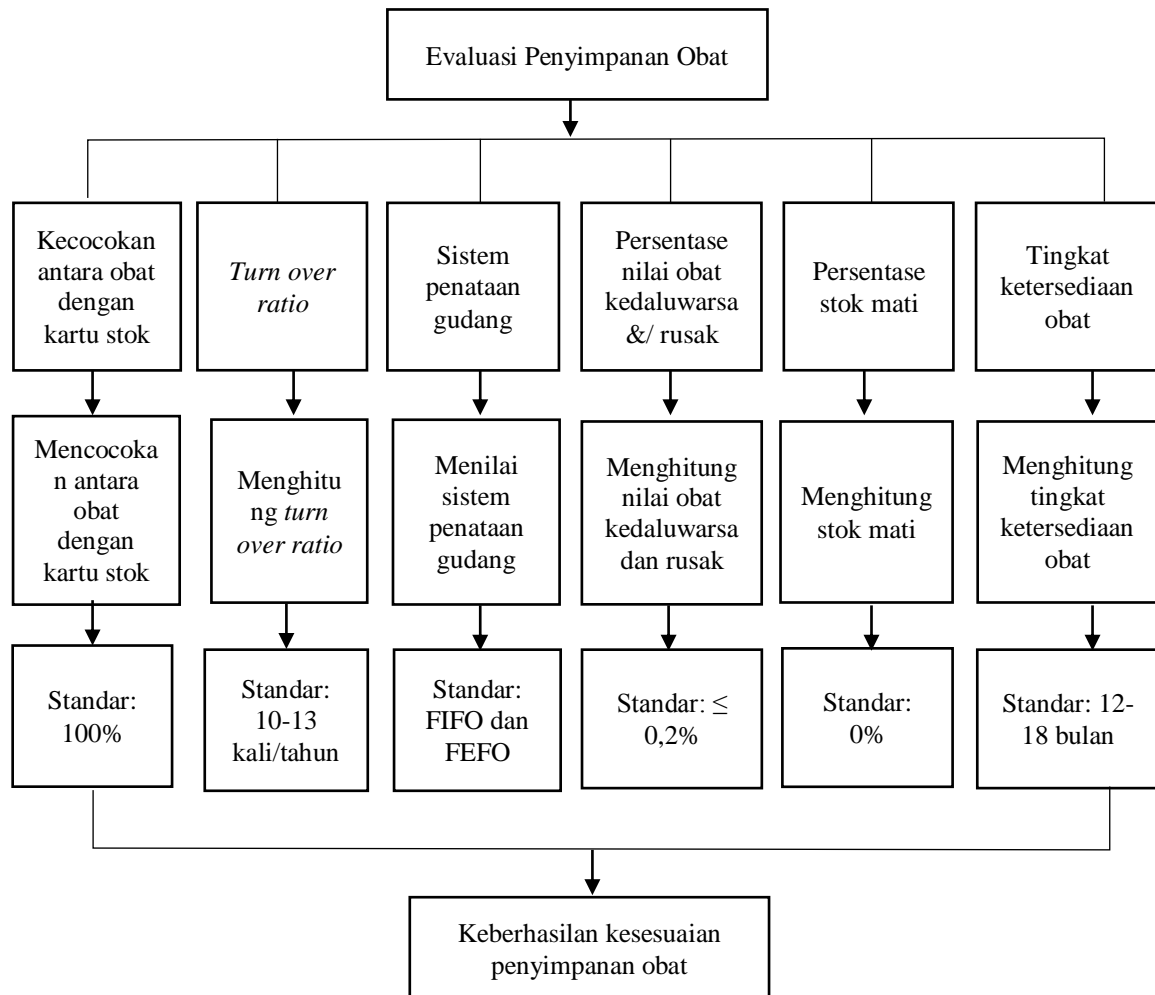 Evaluasi Penyimpanan Obat
Kecocokan
antara obat
dengan
kartu stok
Turn over
ratio
Sistem
penataan
gudang
Persentase
nilai obat
kedaluwarsa
&/ rusak
Persentase
stok mati
Tingkat
ketersediaan
obat
Mencocoka
n antara
obat
dengan
kartu stok
Menghitu
ng turn
over ratio
Menilai
sistem
penataan
gudang
Menghitung
nilai obat
kedaluwarsa
dan rusak
Menghitung
stok mati
Menghitung
tingkat
ketersediaan
obat
Standar:
100%
Standar:
10-13
kali/tahun
Standar:
FIFO dan
FEFO
Standar: ≤
0,2%
Standar:
0%
Standar: 12-
18 bulan
Keberhasilan kesesuaian
penyimpanan obat